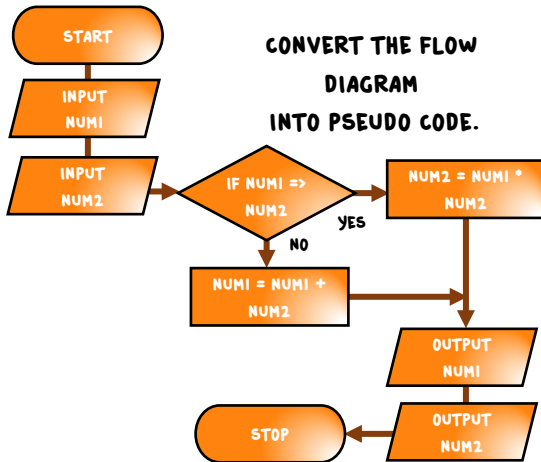 START
CONVERT THE FLOW
DIAGRAM
INTO PSEUDO CODE.
INPUT
NUM1
INPUT
NUM2
IF NUM1 =>
NUM2
YES
NO
NUM2 = NUM1 *
NUM2
NUM1 = NUM1 +
NUM2
OUTPUT
NUM1
OUTPUT
NUM2
STOP